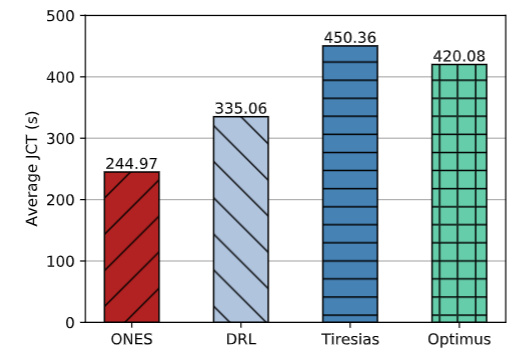 500
400
300
200
100
0
Average JCT (s)
244.97
335.06
450.36
420.08
ONES
DRL
Tiresias
Optimus